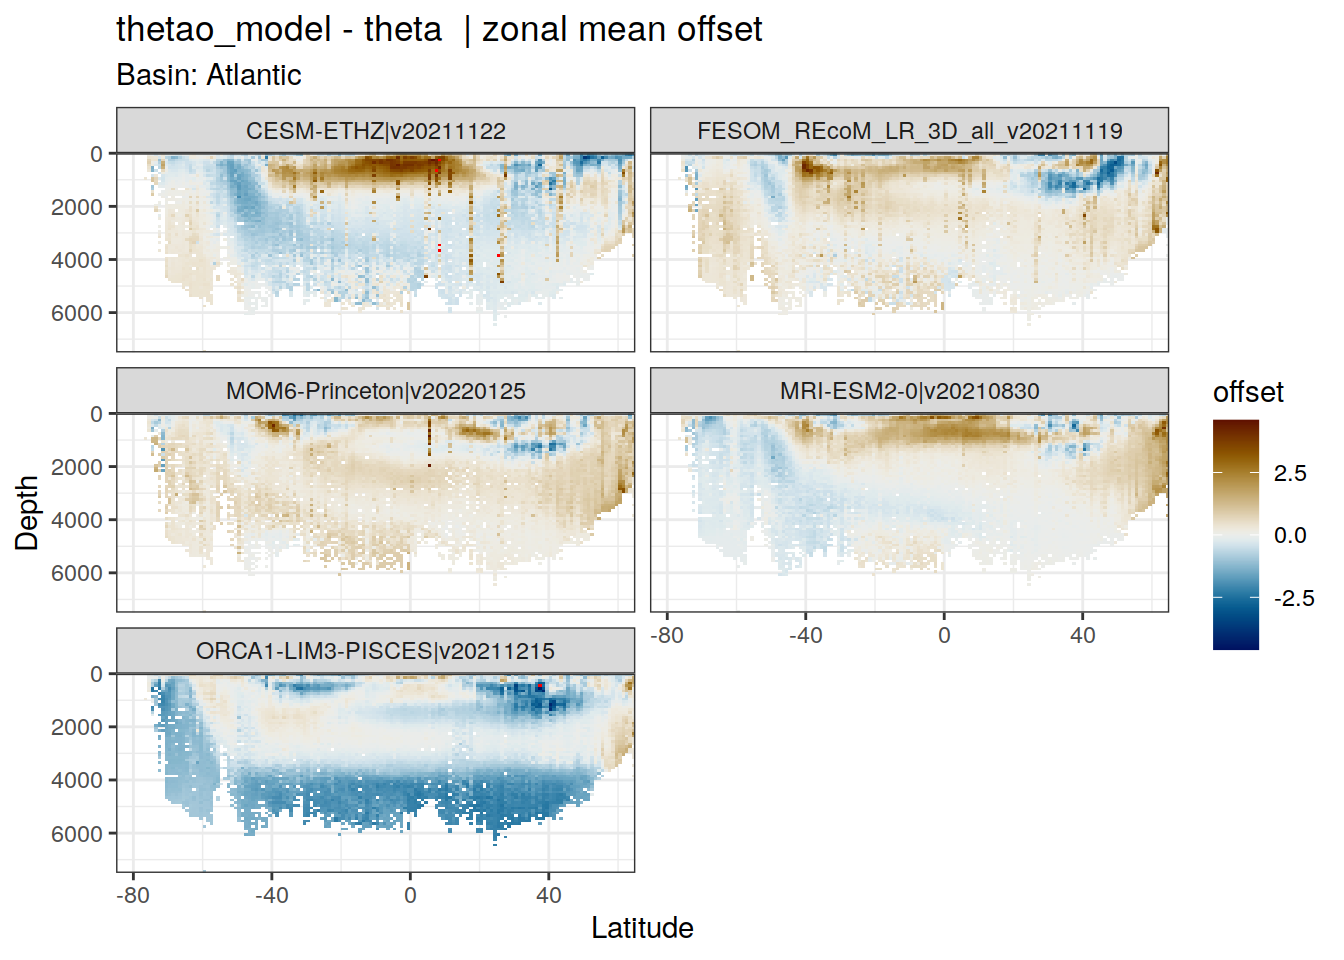 thetao_model - theta | zonal mean offset
Basin: Atlantic
CESM-ETHZ|v20211122
FESOM_REcoM_LR_3D_all_v20211119
0
2000
4000
6000
MOM6-Princeton|v20220125
MRI-ESM2-0|v20210830
0
2000
4000
6000
-80
-40
0
40
ORCA1-LIM3-PISCES|v20211215
0
2000
4000
6000
-80
-40
0
40
Depth
Latitude
offset
2.5
0.0
-2.5